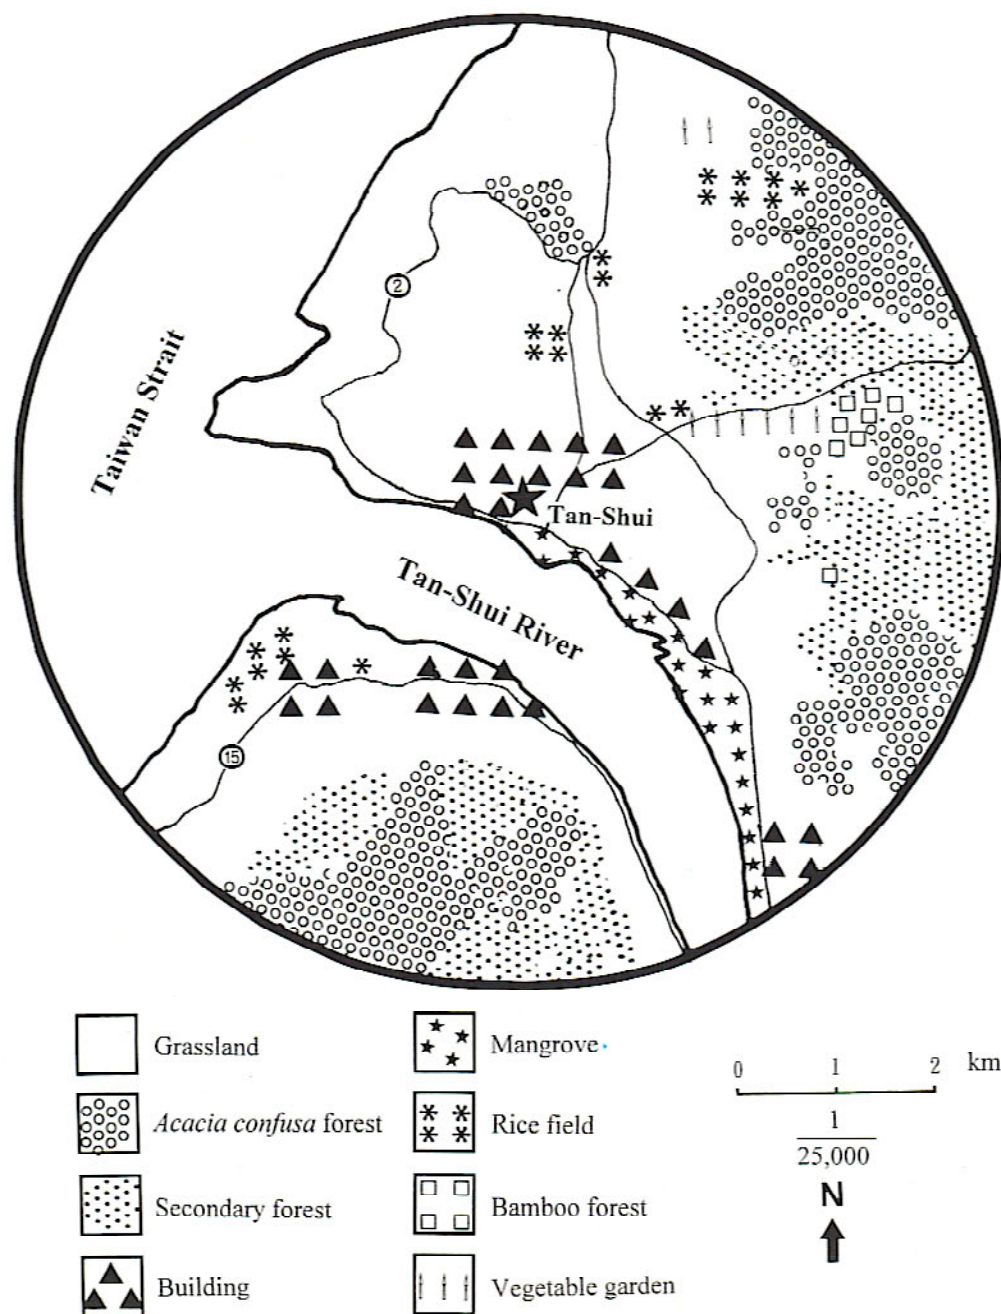 2
Taiwan Strait
Tan-Shui
Tan-Shui River
15
Grassland
Mangrove
Acacia confusa forest
Rice field
Secondary forest
Bamboo forest
Building
Vegetable garden
0 1 2 km
1
25,000
N